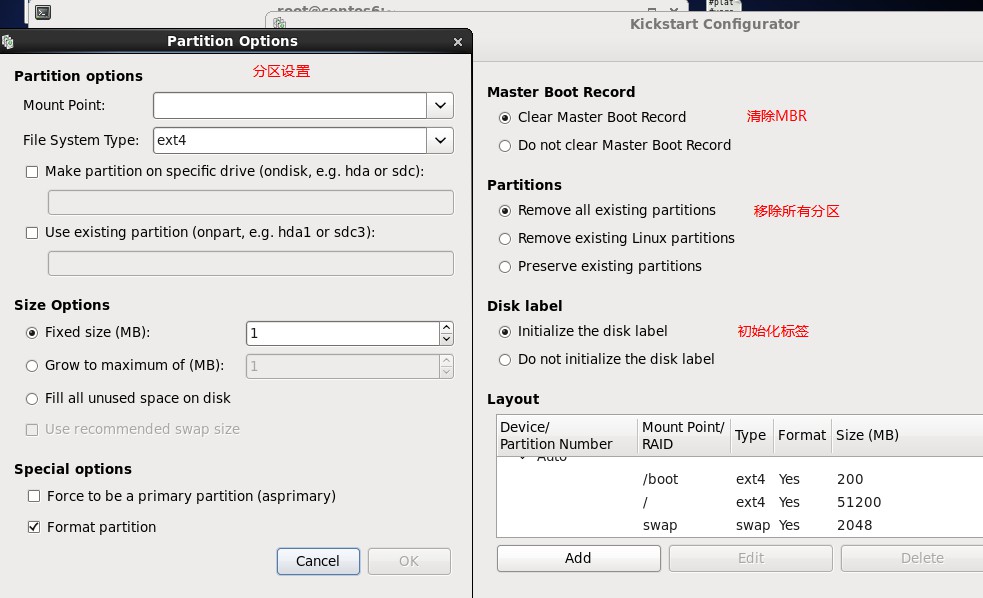 root@centos6:~
#plat
Kickstart Configurator
Partition Options
Partition options
分区设置
Mount Point:
File System Type: ext4
Make partition on specific drive (ondisk, e.g. hda or sdc):
Use existing partition (onpart, e.g. hda1 or sdc3):
Size Options
Fixed size (MB): 1
Grow to maximum of (MB): 1
Fill all unused space on disk
Use recommended swap size
Special options
Force to be a primary partition (asprimary)
Format partition
Cancel OK
Master Boot Record
Clear Master Boot Record 清除MBR
Do not clear Master Boot Record
Partitions
Remove all existing partitions 移除所有分区
Remove existing Linux partitions
Preserve existing partitions
Disk label
Initialize the disk label 初始化标签
Do not initialize the disk label
Layout
Device/ Mount Point/
Partition Number RAID Type Format Size (MB)
Auto
/boot ext4 Yes 200
/ ext4 Yes 51200
swap swap Yes 2048
Add Edit Delete